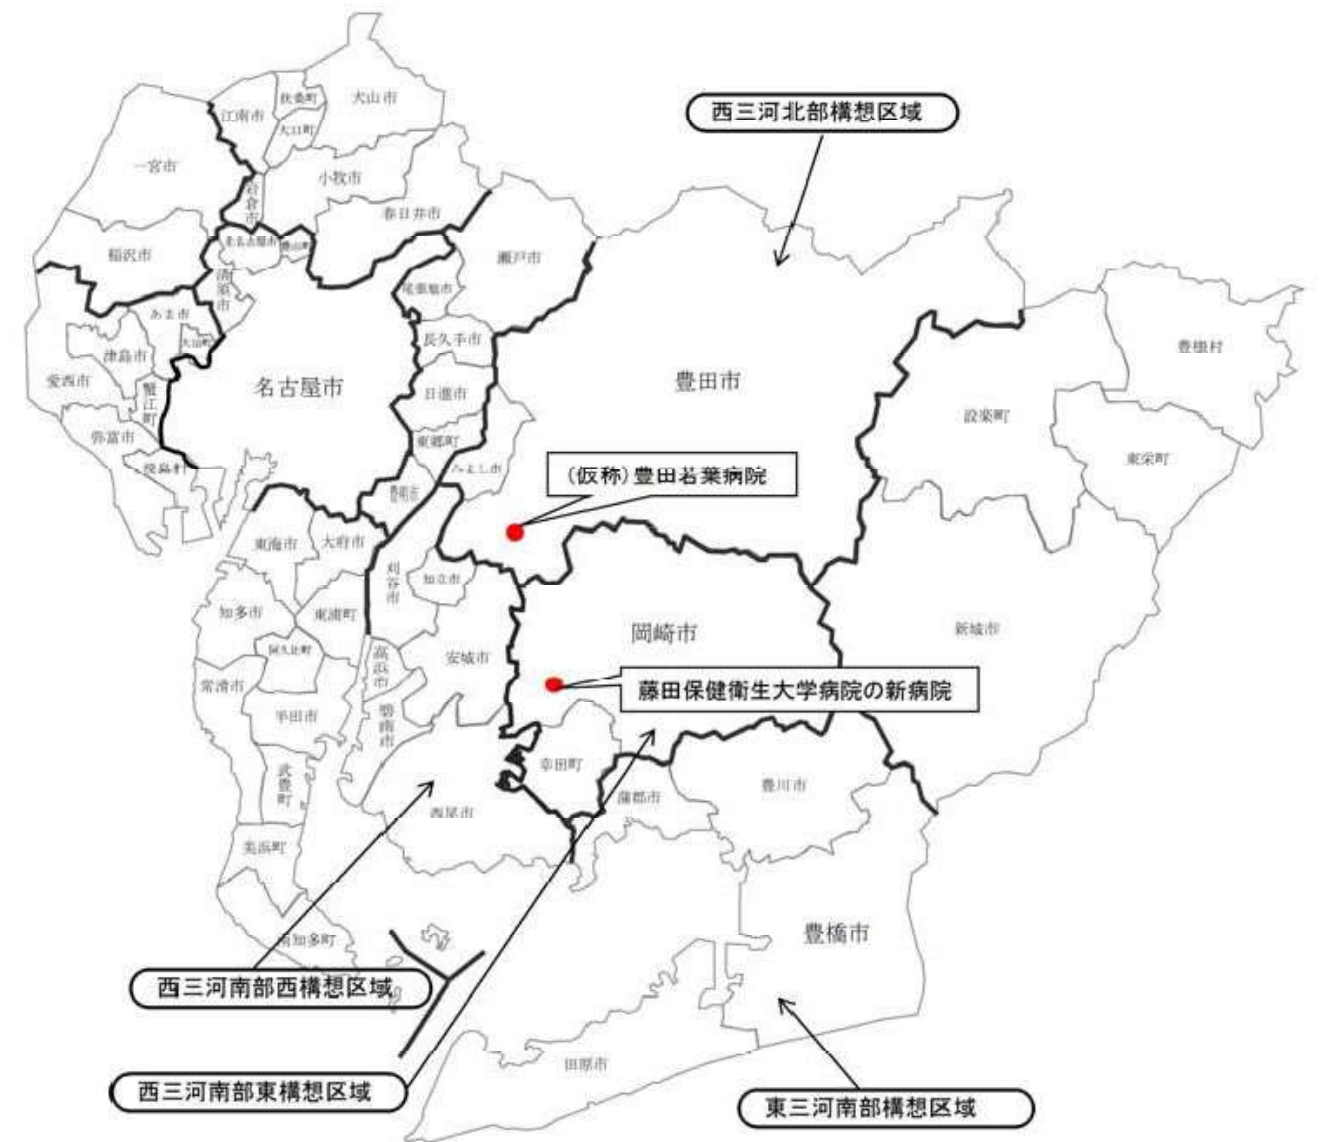 犬山市
扶桑町
江南市
大口町
西三河北部構想区域
一宮市
小牧市
岩倉市
春日井市
北名古屋市
豊山町
稲沢市
瀬戸市
清須市
尾張旭市
あま市
大治町
長久手市
津島市
豊根村
愛西市
名古屋市
豊田市
蟹江町
日進市
設楽町
弥富市
東郷町
飛島村
みよし市
東栄町
(仮称)豊田若葉病院
豊明市
東海市
大府市
刈谷市
知立市
知多市
東浦町
岡崎市
新城市
阿久比町
高浜市
安城市
常滑市
藤田保健衛生大学病院の新病院
半田市
碧南市
幸田町
武豊町
蒲郡市
豊川市
西尾市
美浜町
南知多町
豊橋市
西三河南部西構想区域
田原市
西三河南部東構想区域
東三河南部構想区域